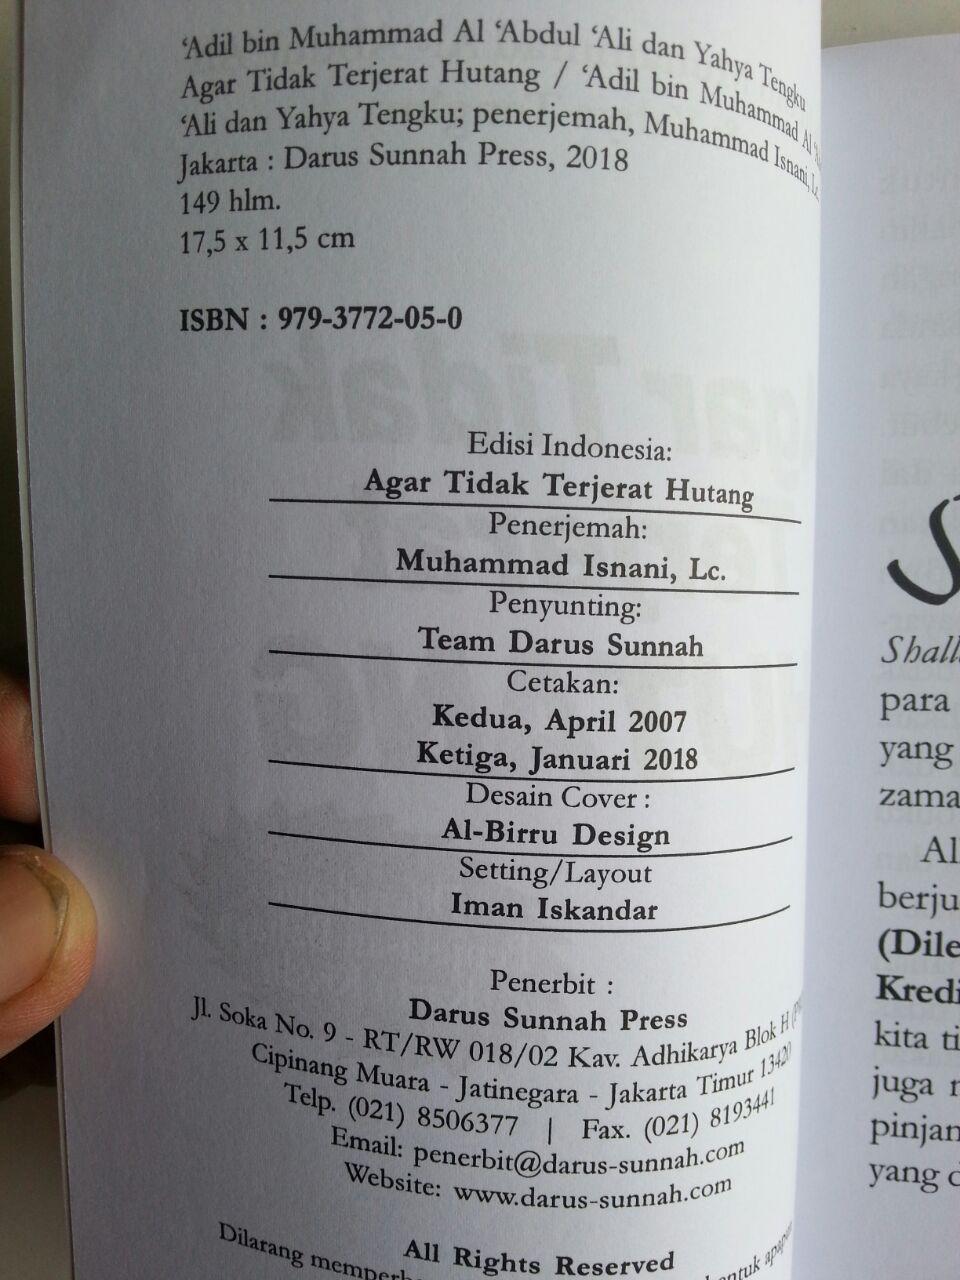 ‘Adil bin Muhammad Al ‘Abdul ‘Ali dan Yahya Tengku
Agar Tidak Terjerat Hutang / ‘Adil bin Muhammad Al
‘Ali dan Yahya Tengku; penerjemah, Muhammad Isnani, Lc.
Jakarta : Darus Sunnah Press, 2018
149 hlm.
17,5 x 11,5 cm
ISBN : 979-3772-05-0
Edisi Indonesia:
Agar Tidak Terjerat Hutang
Penerjemah:
Muhammad Isnani, Lc.
Penyunting:
Team Darus Sunnah
Cetakan:
Kedua, April 2007
Ketiga, Januari 2018
Desain Cover :
Al-Birru Design
Setting/Layout
Iman Iskandar
Penerbit :
Darus Sunnah Press
Jl. Soka No. 9 - RT/RW 018/02 Kav. Adhikarya Blok H
Cipinang Muara - Jatinegara - Jakarta Timur 13420
Telp. (021) 8506377 | Fax. (021) 8193441
Email: penerbit@darus-sunnah.com
Website: www.darus-sunnah.com
All Rights Reserved
Dilarang
Shall
para
yang
zama
Al
berju
(Dile
Kredi
kita ti
juga
pinjan
yang d